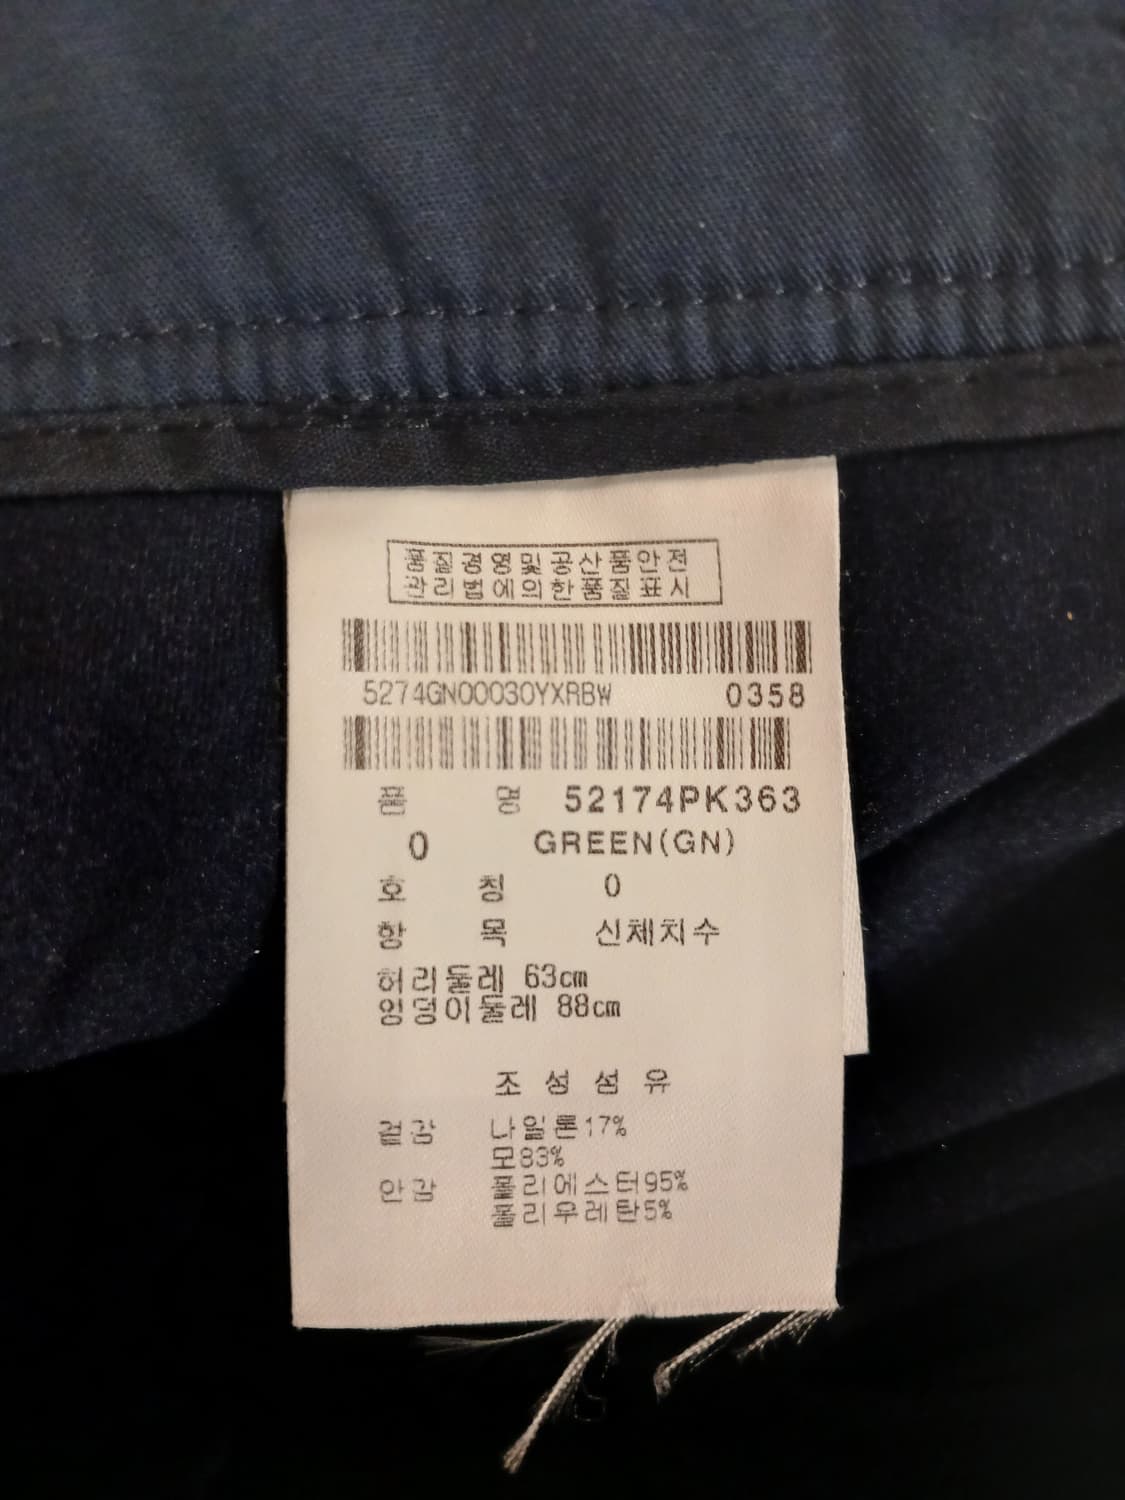 품질경영및공산품안전
관리법에의한품질표시
5274GN00030YXRBW 0358
품 명 52174PK363
0 GREEN(GN)
호 칭 0
항 목 신체치수
허리둘레 63cm
엉덩이둘레 88cm
조성섬유
겉감 나일론17%
모83%
안감 폴리에스터95%
폴리우레탄5%